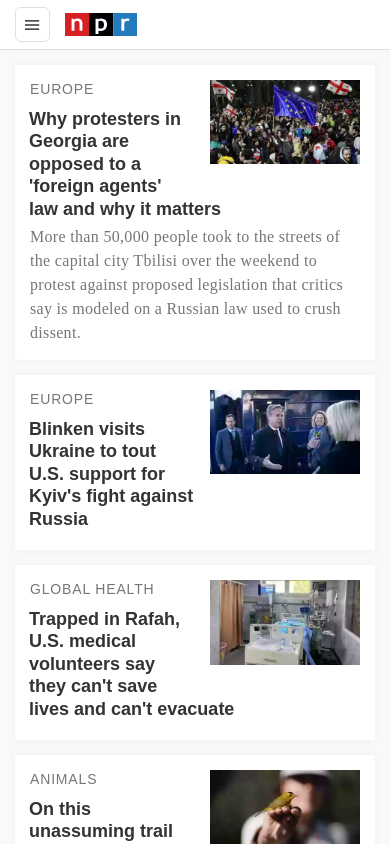 npr
EUROPE
Why protesters in
Georgia are
opposed to a
'foreign agents'
law and why it matters
More than 50,000 people took to the streets of
the capital city Tbilisi over the weekend to
protest against proposed legislation that critics
say is modeled on a Russian law used to crush
dissent.
EUROPE
Blinken visits
Ukraine to tout
U.S. support for
Kyiv's fight against
Russia
GLOBAL HEALTH
Trapped in Rafah,
U.S. medical
volunteers say
they can't save
lives and can't evacuate
ANIMALS
On this
unassuming trail